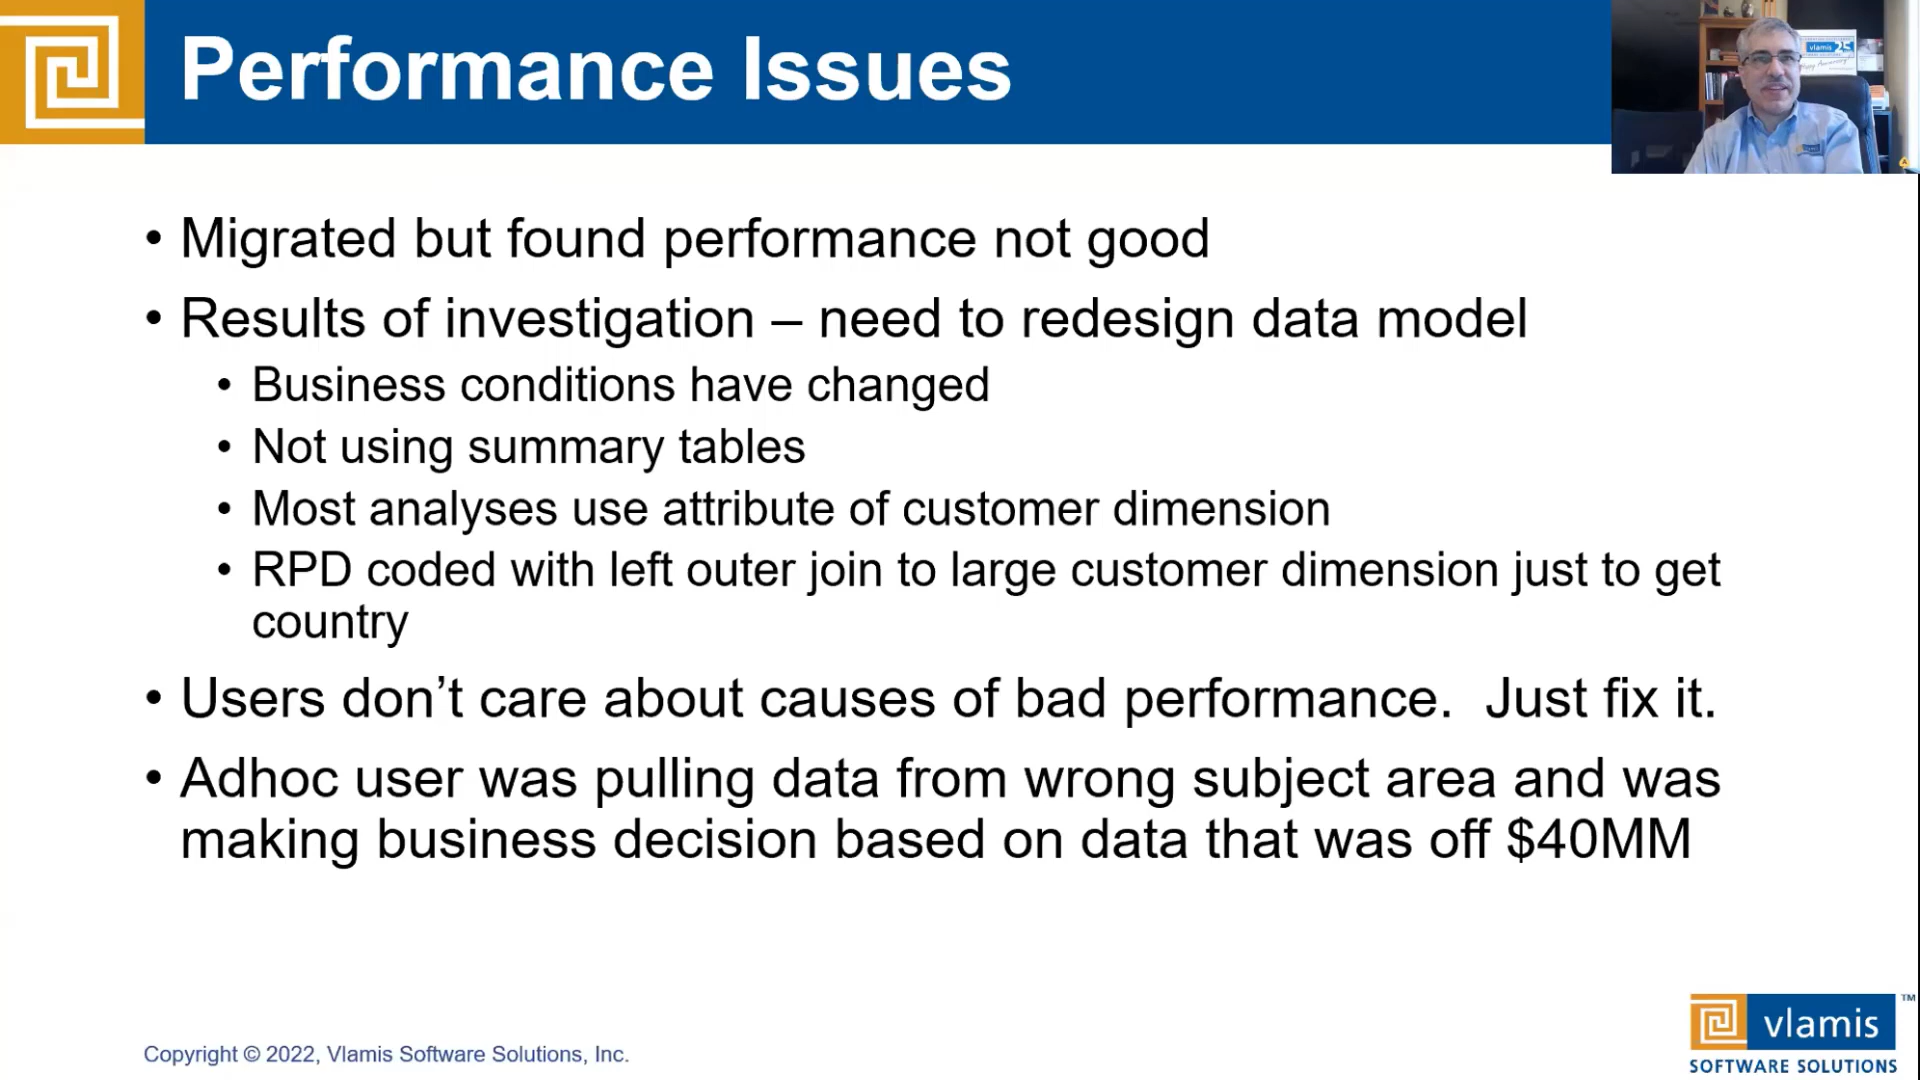 Performance Issues
vlamis 25
• Migrated but found performance not good
• Results of investigation – need to redesign data model
• Business conditions have changed
• Not using summary tables
• Most analyses use attribute of customer dimension
• RPD coded with left outer join to large customer dimension just to get
country
• Users don’t care about causes of bad performance.  Just fix it.
• Adhoc user was pulling data from wrong subject area and was
making business decision based on data that was off $40MM
Copyright © 2022, Vlamis Software Solutions, Inc.
vlamis ™
SOFTWARE SOLUTIONS